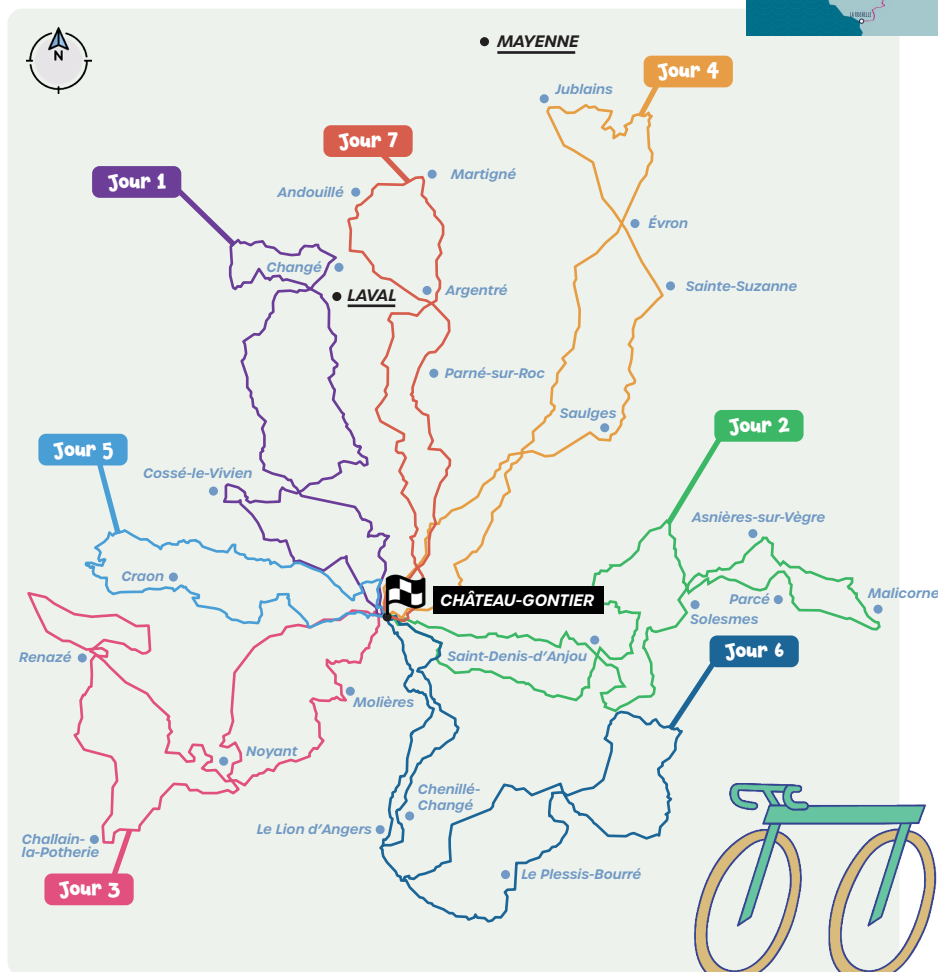 LA ROCHELLE
N
MAYENNE
Jour 4
Jublains
Jour 7
Martigné
Andouillé
Jour 1
Évron
Changé
LAVAL
Argentré
Sainte-Suzanne
Parné-sur-Roc
Saulges
Jour 2
Jour 5
Cossé-le-Vivien
Asnières-sur-Vègre
Craon
CHÂTEAU-GONTIER
Parcé
Malicorne
Solesmes
Renazé
Saint-Denis-d’Anjou
Jour 6
Molières
Noyant
Chenillé-
Changé
Le Lion d’Angers
Challain-
la-Potherie
Le Plessis-Bourré
Jour 3